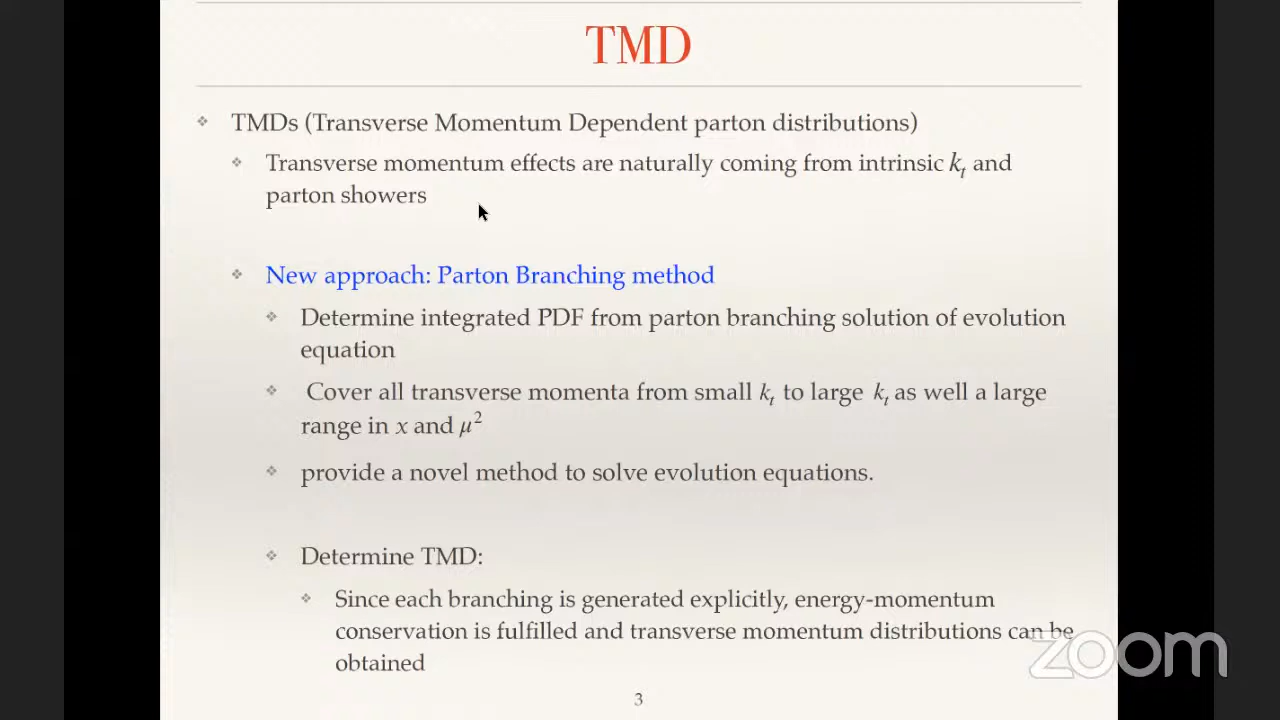 TMD
TMDs (Transverse Momentum Dependent parton distributions)
Transverse momentum effects are naturally coming from intrinsic k_t and
parton showers
New approach: Parton Branching method
Determine integrated PDF from parton branching solution of evolution
equation
Cover all transverse momenta from small k_t to large k_t as well a large
range in x and μ²
provide a novel method to solve evolution equations.
Determine TMD:
Since each branching is generated explicitly, energy-momentum
conservation is fulfilled and transverse momentum distributions can be
obtained
zoom
3